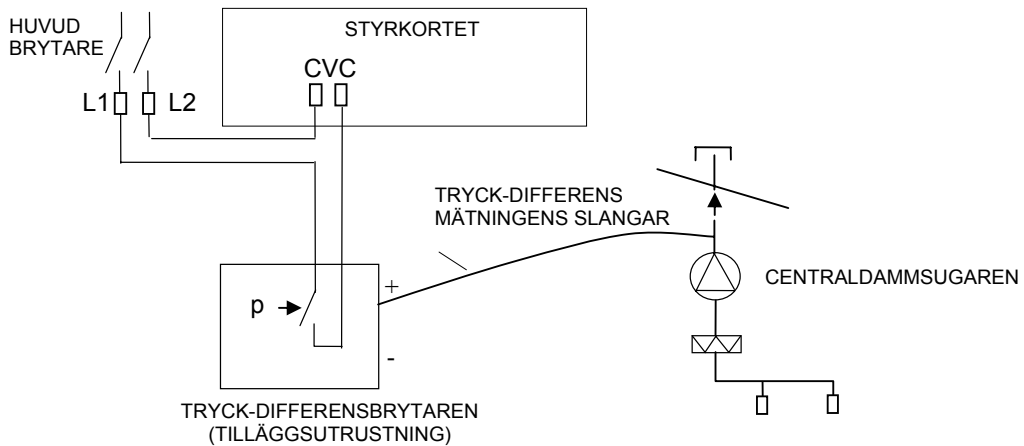 HUVUD
BRYTARE
STYRKORTET
CVC
L1
L2
TRYCK-DIFFERENS
MÄTNINGENS SLANGAR
CENTRALDAMMSUGAREN
+
p
-
TRYCK-DIFFERENSBRYTAREN
(TILLÄGGSUTRUSTNING)